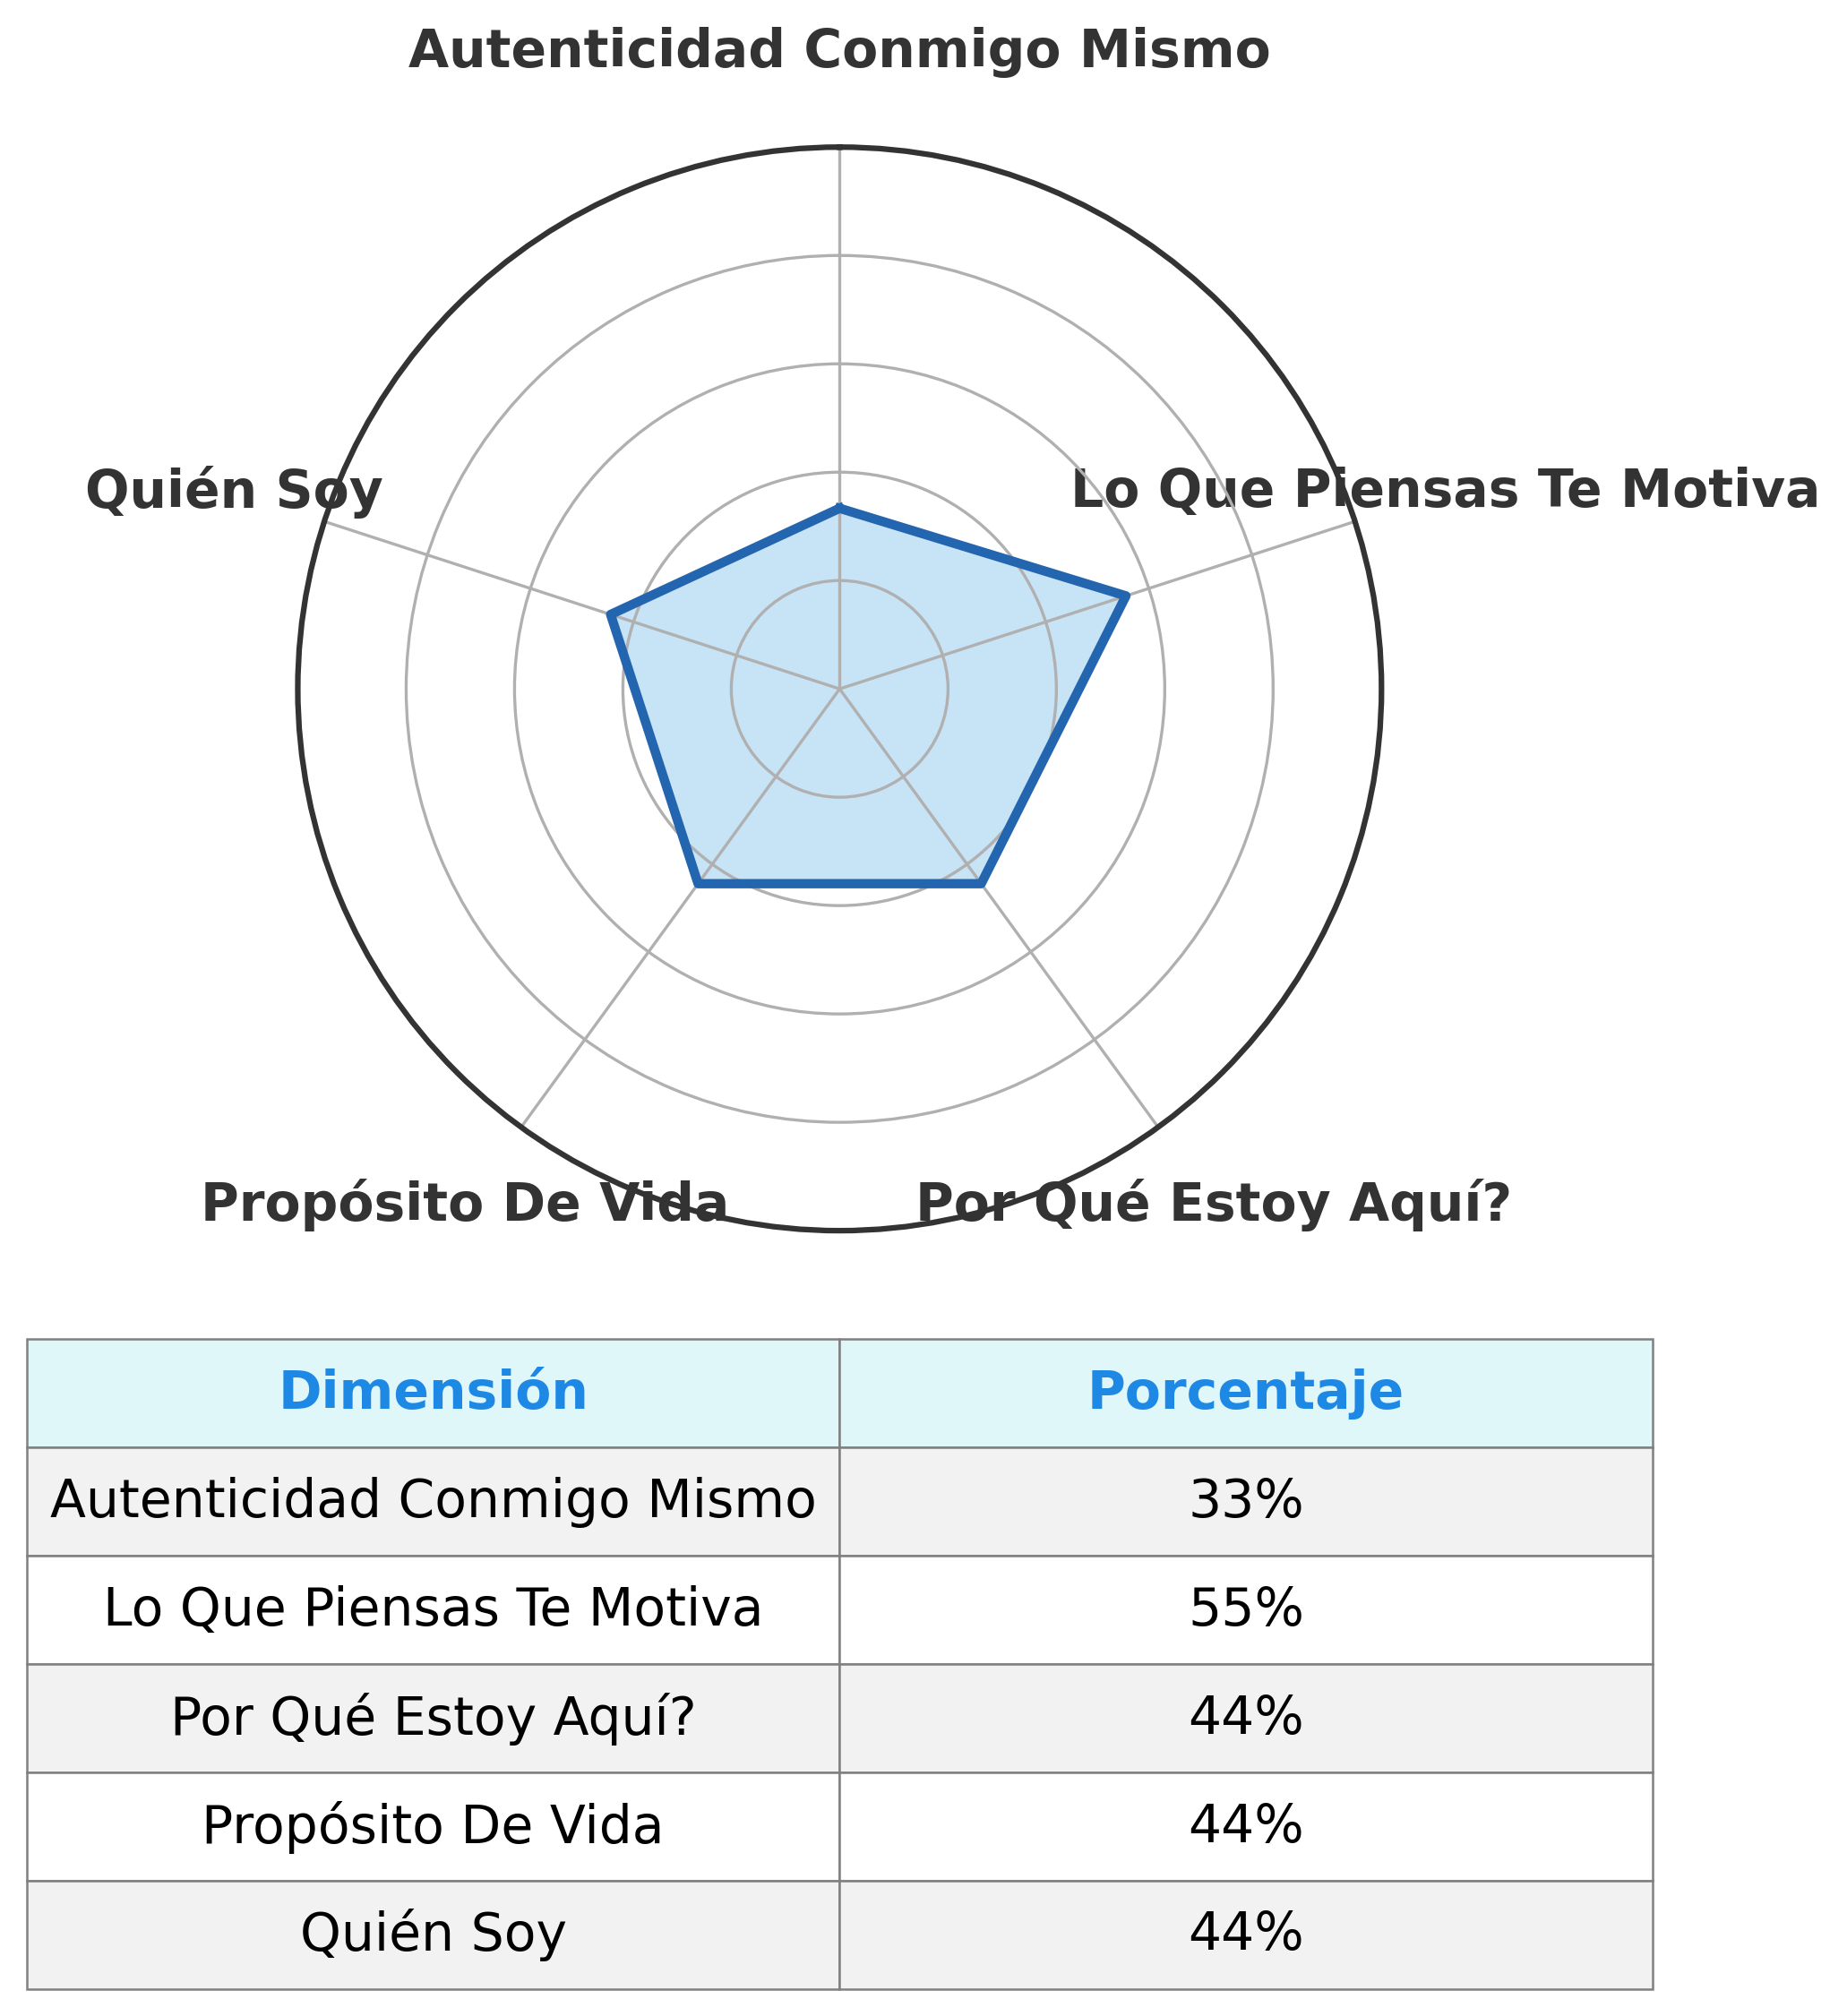 Autenticidad Conmigo Mismo
Quién Soy
Lo Que Piensas Te Motiva
Propósito De Vida
Por Qué Estoy Aquí?
Dimensión Porcentaje
Autenticidad Conmigo Mismo 33%
Lo Que Piensas Te Motiva 55%
Por Qué Estoy Aquí? 44%
Propósito De Vida 44%
Quién Soy 44%